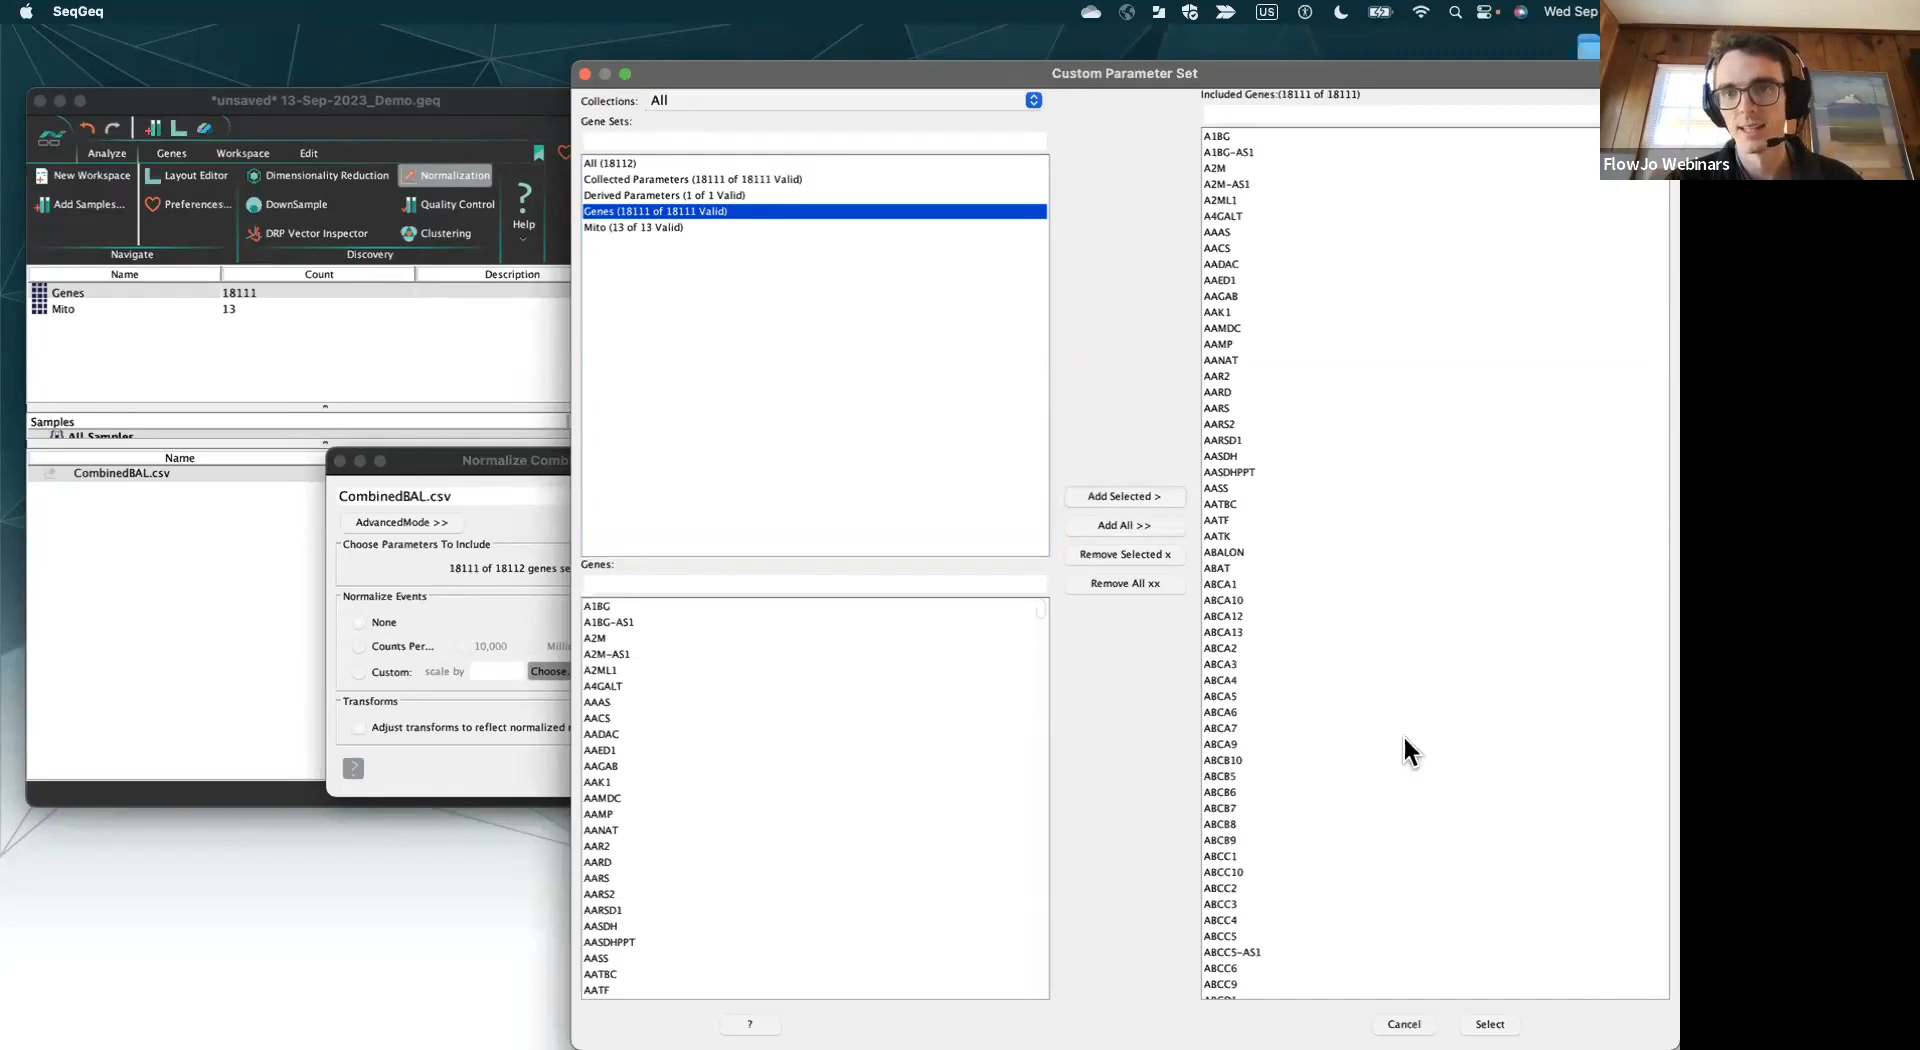 SeqGeq
US
Wed Sep
FlowJo Webinars
*unsaved* 13-Sep-2023_Demo.geq
Analyze
Genes
Workspace
Edit
New Workspace
Layout Editor
Dimensionality Reduction
Normalization
Add Samples...
Preferences...
DownSample
Quality Control
?
Help
DRP Vector Inspector
Clustering
Navigate
Discovery
Name
Count
Description
Genes
18111
Mito
13
Samples
All Samples
Name
CombinedBAL.csv
Normalize Comb
CombinedBAL.csv
AdvancedMode >>
Choose Parameters To Include
18111 of 18112 genes se
Normalize Events
None
Counts Per...
10,000
Milli
Custom:
scale by
Choose.
Transforms
Adjust transforms to reflect normalized
?
Custom Parameter Set
Collections:
All
Gene Sets:
All (18112)
Collected Parameters (18111 of 18111 Valid)
Derived Parameters (1 of 1 Valid)
Genes (18111 of 18111 Valid)
Mito (13 of 13 Valid)
Genes:
A1BG
A1BG-AS1
A2M
A2M-AS1
A2ML1
A4GALT
AAAS
AACS
AADAC
AAED1
AAGAB
AAK1
AAMDC
AAMP
AANAT
AAR2
AARD
AARS
AARS2
AARSD1
AASDH
AASDHPPT
AASS
AATBC
AATF
?
Add Selected >
Add All >>
Remove Selected x
Remove All xx
Included Genes:(18111 of 18111)
A1BG
A1BG-AS1
A2M
A2M-AS1
A2ML1
A4GALT
AAAS
AACS
AADAC
AAED1
AAGAB
AAK1
AAMDC
AAMP
AANAT
AAR2
AARD
AARS
AARS2
AARSD1
AASDH
AASDHPPT
AASS
AATBC
AATF
AATK
ABALON
ABAT
ABCA1
ABCA10
ABCA12
ABCA13
ABCA2
ABCA3
ABCA4
ABCA5
ABCA6
ABCA7
ABCA9
ABCB10
ABCB5
ABCB6
ABCB7
ABCB8
ABCB9
ABCC1
ABCC10
ABCC2
ABCC3
ABCC4
ABCC5
ABCC5-AS1
ABCC6
ABCC9
Cancel
Select